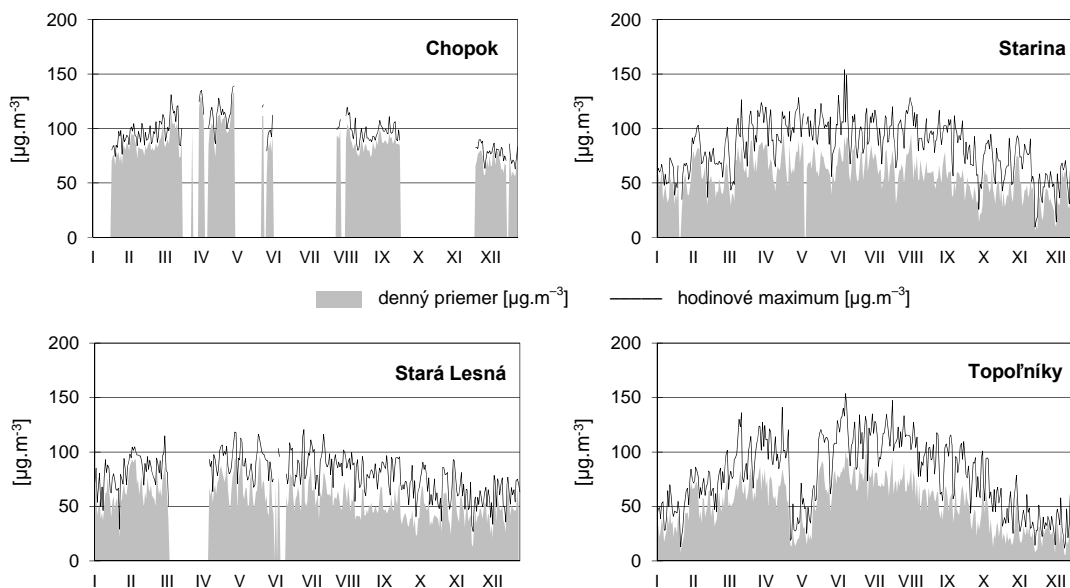 200
150
100
50
0
[µg.m-3]
Chopok
I II III IV V VI VII VIII IX X XI XII
200
150
100
50
0
[µg.m-3]
Starina
I II III IV V VI VII VIII IX X XI XII
denný priemer [µg.m–3] hodinové maximum [µg.m–3]
200
150
100
50
0
[µg.m-3]
Stará Lesná
I II III IV V VI VII VIII IX X XI XII
200
150
100
50
0
[µg.m-3]
Topoľníky
I II III IV V VI VII VIII IX X XI XII